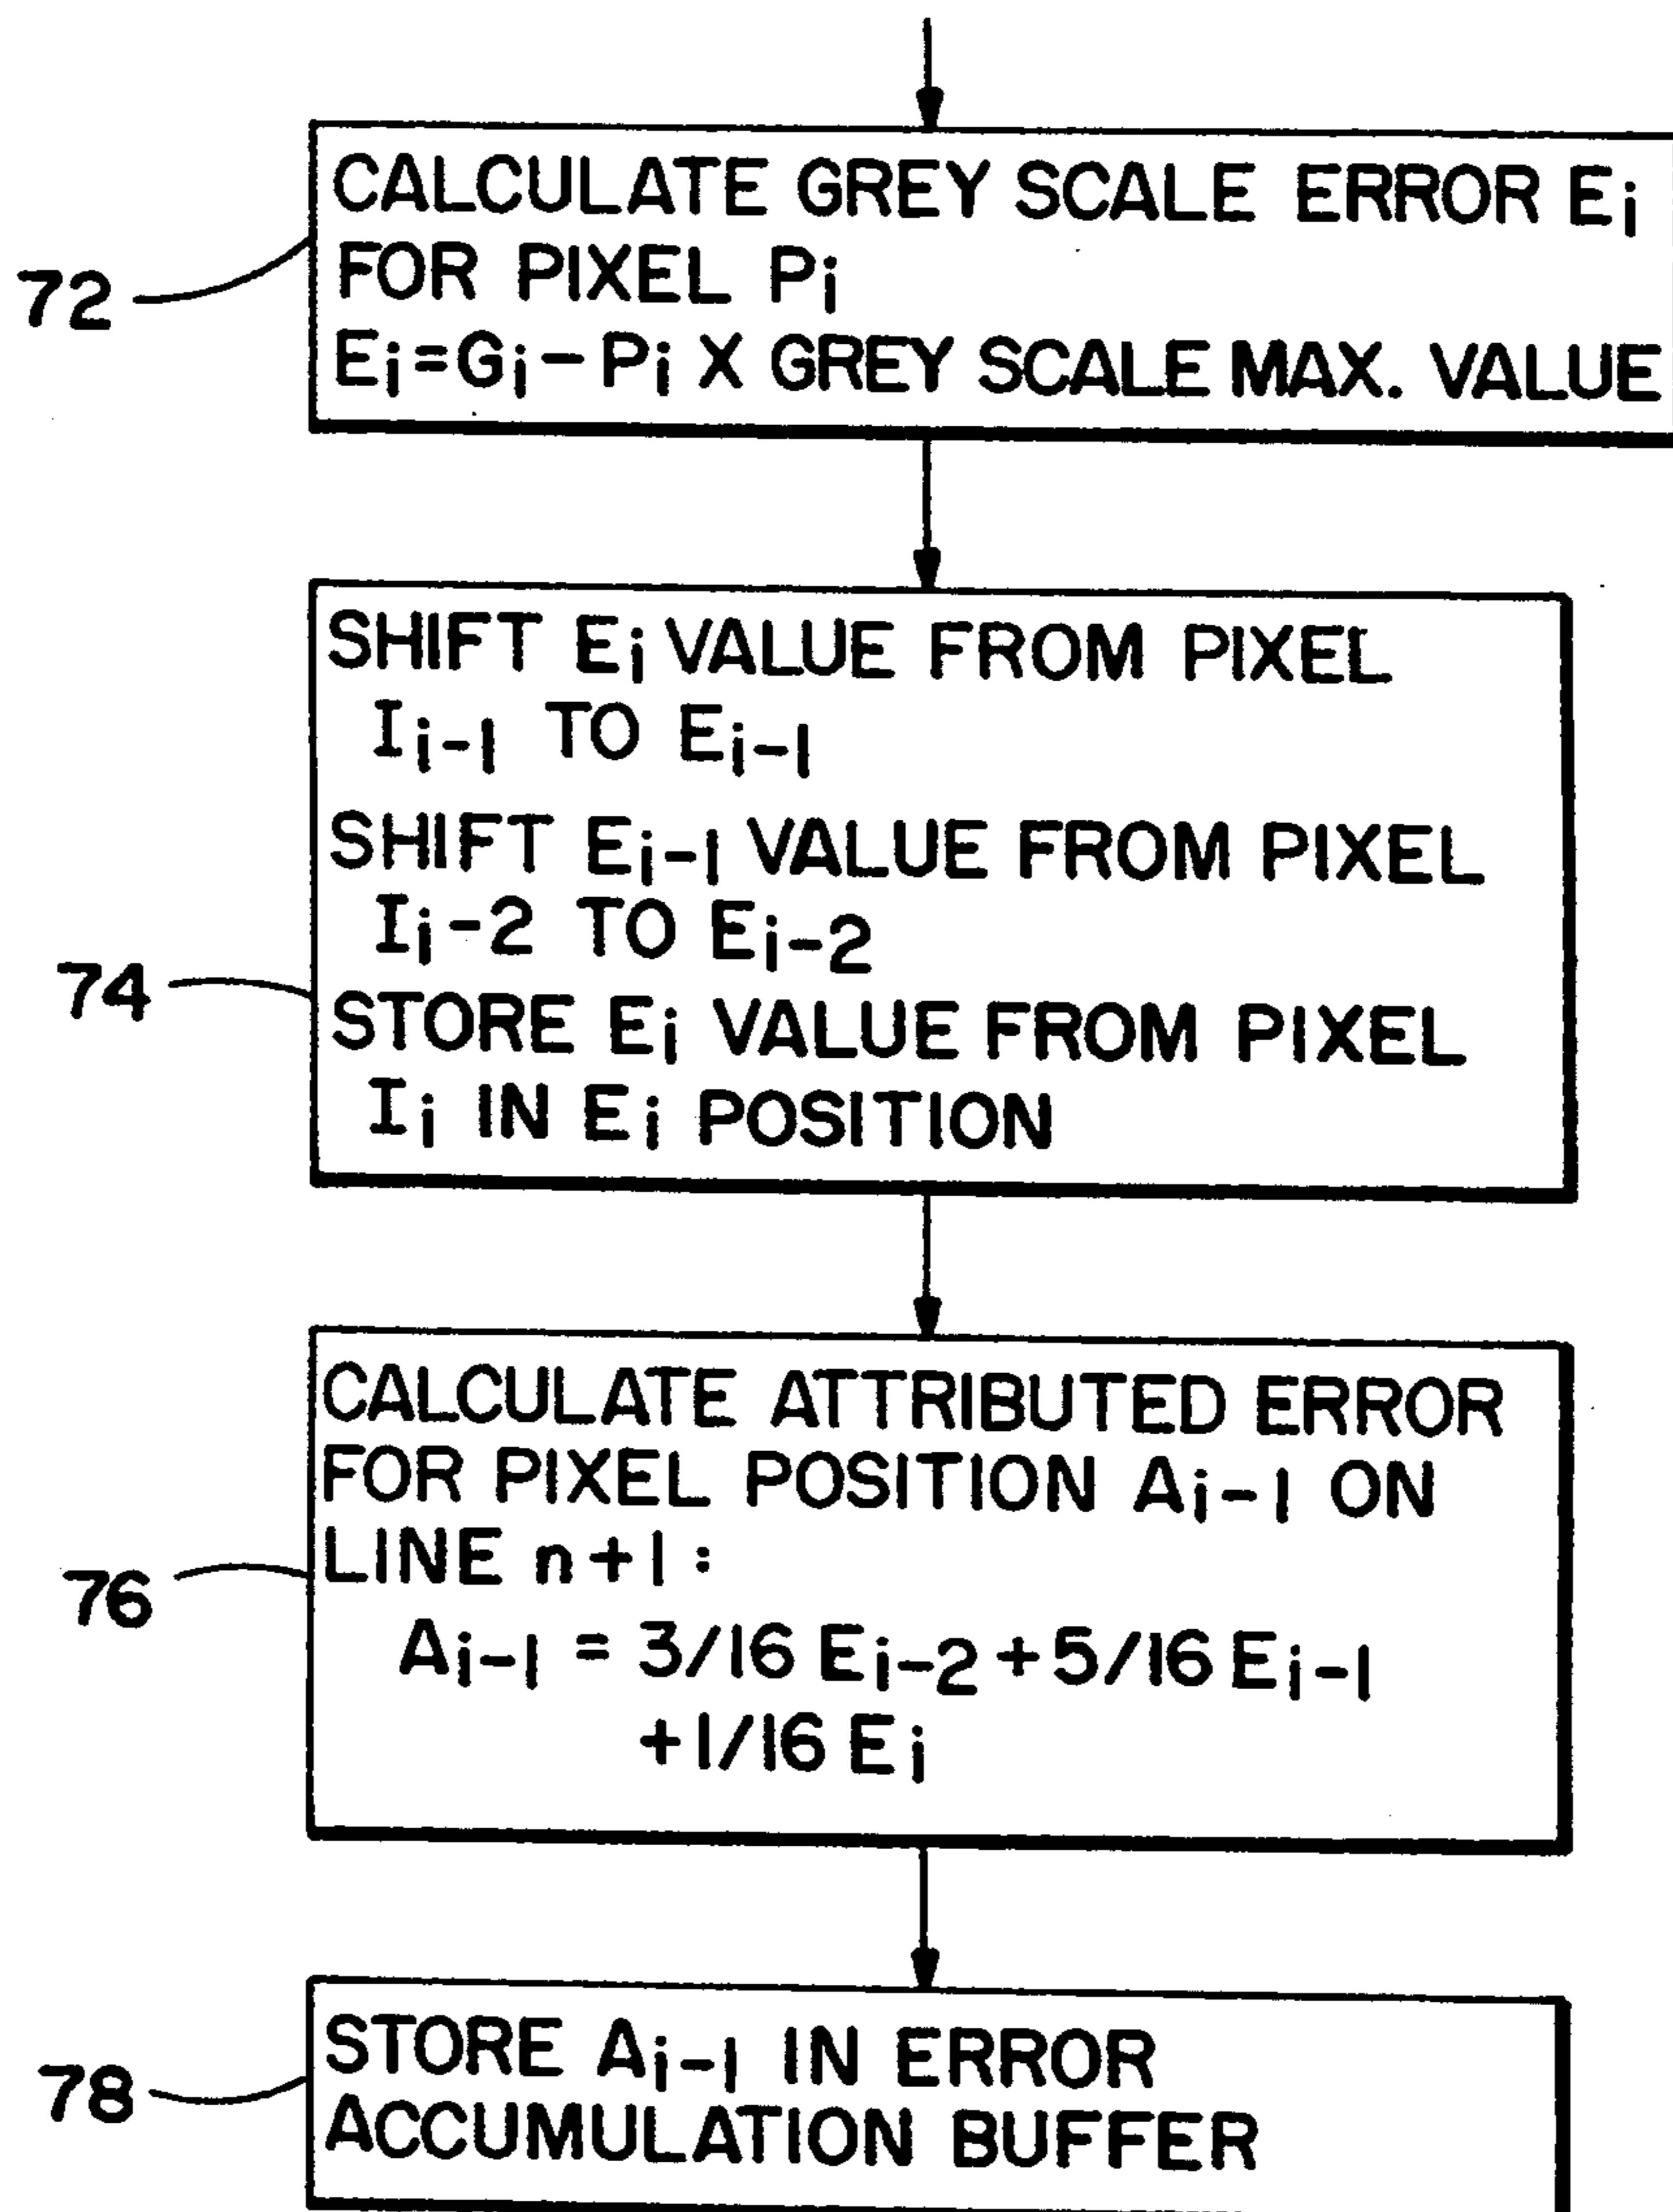 CALCULATE GREY SCALE ERROR Ei
FOR PIXEL Pi
Ei=Gi-Pi X GREY SCALE MAX. VALUE
72
SHIFT Ei VALUE FROM PIXEL
Ii-1 TO Ei-1
SHIFT Ei-1 VALUE FROM PIXEL
Ii-2 TO Ei-2
STORE Ei VALUE FROM PIXEL
Ii IN Ei POSITION
74
CALCULATE ATTRIBUTED ERROR
FOR PIXEL POSITION Ai-1 ON
LINE n+1:
Ai-1 = 3/16 Ei-2+5/16 Ei-1
+1/16 Ei
76
STORE Ai-1 IN ERROR
ACCUMULATION BUFFER
78